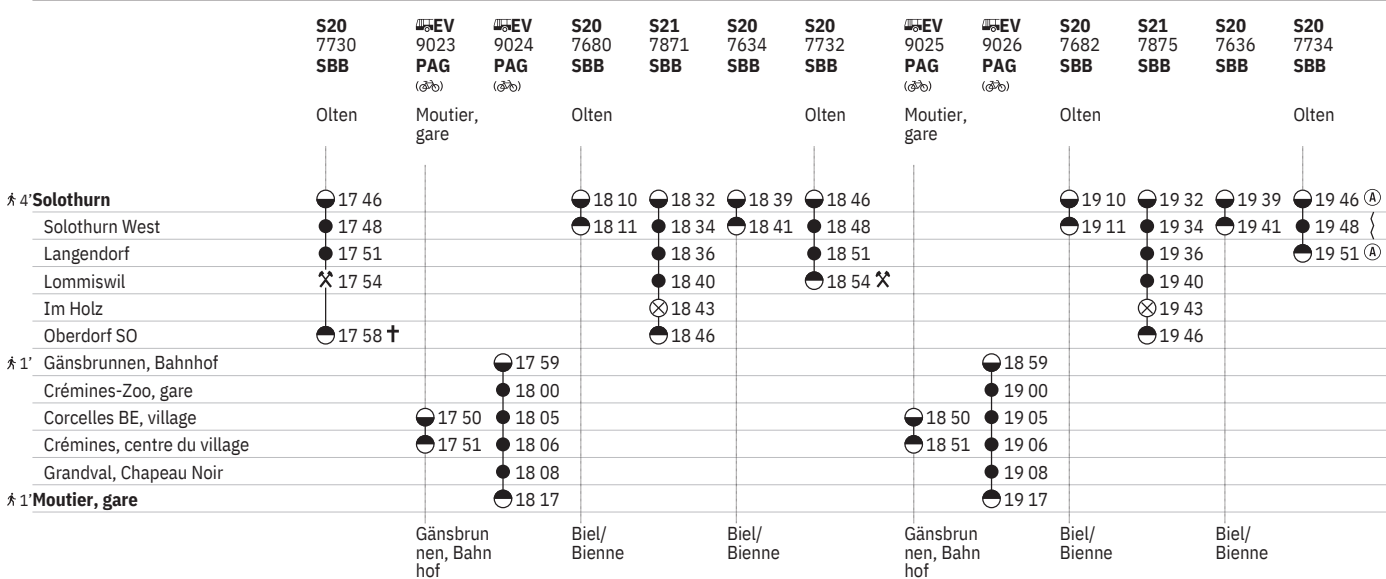 S20 EV EV S20 S21 S20 S20 EV EV S20 S21 S20 S20
7730 9023 9024 7680 7871 7634 7732 9025 9026 7682 7875 7636 7734
SBB PAG PAG SBB SBB SBB SBB PAG PAG SBB SBB SBB SBB
Olten Moutier, Olten Olten Moutier, Olten Olten
gare gare
4' Solothurn 17 46 18 10 18 32 18 39 18 46 19 10 19 32 19 39 19 46 A
Solothurn West 17 48 18 11 18 34 18 41 18 48 19 11 19 34 19 41 19 48
Langendorf 17 51 18 36 18 51 19 36 19 51 A
Lommiswil 17 54 18 40 18 54 19 40
Im Holz 18 43 19 43
Oberdorf SO 17 58 18 46 19 46
1' Gänsbrunnen, Bahnhof 17 59 18 59
Crémines-Zoo, gare 18 00 19 00
Corcelles BE, village 17 50 18 05 18 50 19 05
Crémines, centre du village 17 51 18 06 18 51 19 06
Grandval, Chapeau Noir 18 08 19 08
1' Moutier, gare 18 17 19 17
Gänsbrun Biel/ Biel/ Gänsbrun Biel/ Biel/
nen, Bahn Bienne Bienne nen, Bahn Bienne Bienne
hof hof